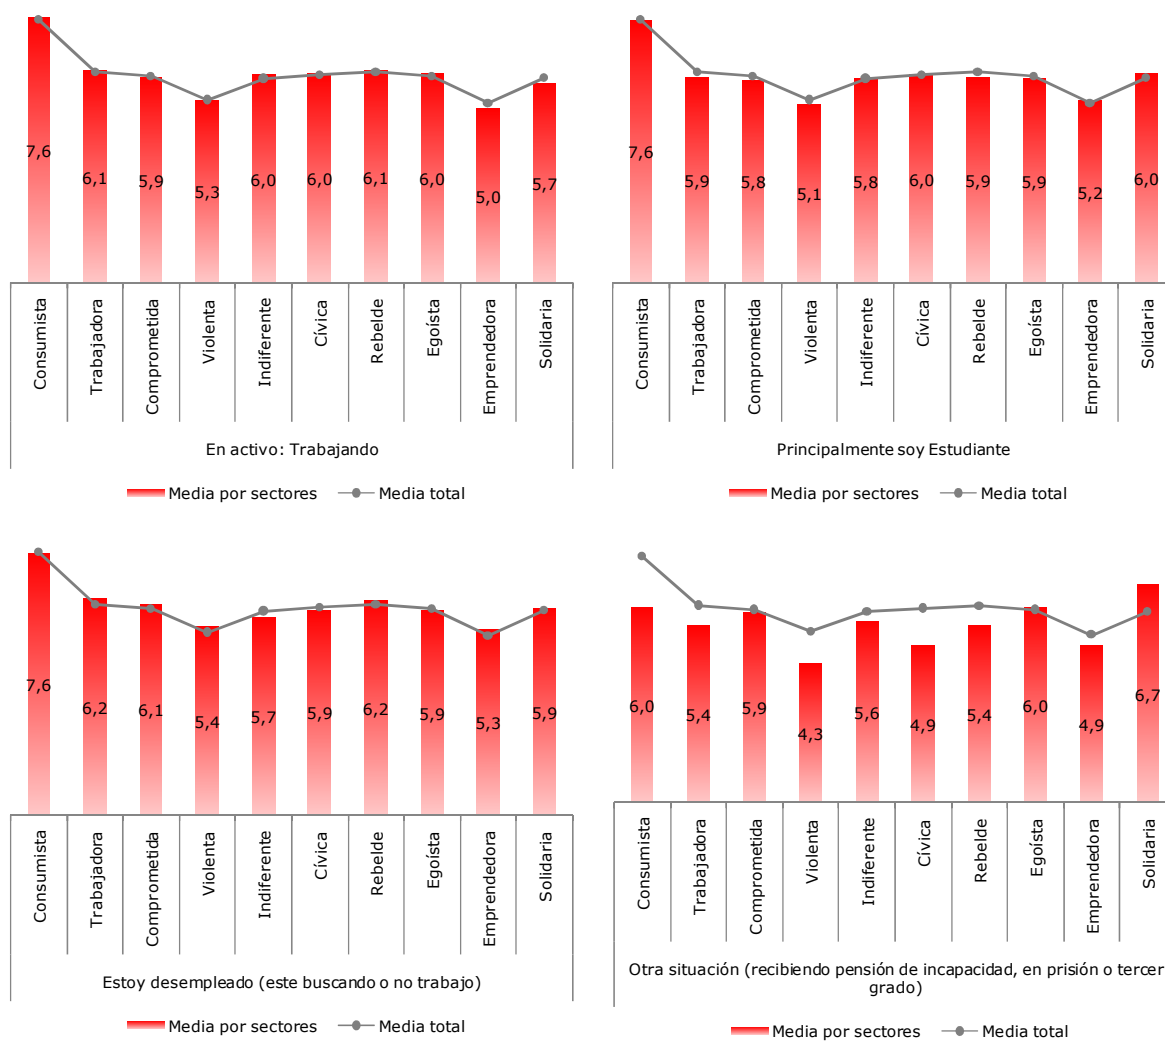 7,6
6,1
5,9
5,3
6,0
6,0
6,1
6,0
5,0
5,7
Consumista
Trabajadora
Comprometida
Violenta
Indiferente
Cívica
Rebelde
Egoísta
Emprendedora
Solidaria
En activo: Trabajando
Media por sectores
Media total
7,6
5,9
5,8
5,1
5,8
6,0
5,9
5,9
5,2
6,0
Consumista
Trabajadora
Comprometida
Violenta
Indiferente
Cívica
Rebelde
Egoísta
Emprendedora
Solidaria
Principalmente soy Estudiante
Media por sectores
Media total
7,6
6,2
6,1
5,4
5,7
5,9
6,2
5,9
5,3
5,9
Consumista
Trabajadora
Comprometida
Violenta
Indiferente
Cívica
Rebelde
Egoísta
Emprendedora
Solidaria
Estoy desempleado (este buscando o no trabajo)
Media por sectores
Media total
6,0
5,4
5,9
4,3
5,6
4,9
5,4
6,0
4,9
6,7
Consumista
Trabajadora
Comprometida
Violenta
Indiferente
Cívica
Rebelde
Egoísta
Emprendedora
Solidaria
Otra situación (recibiendo pensión de incapacidad, en prisión o tercer
grado)
Media por sectores
Media total